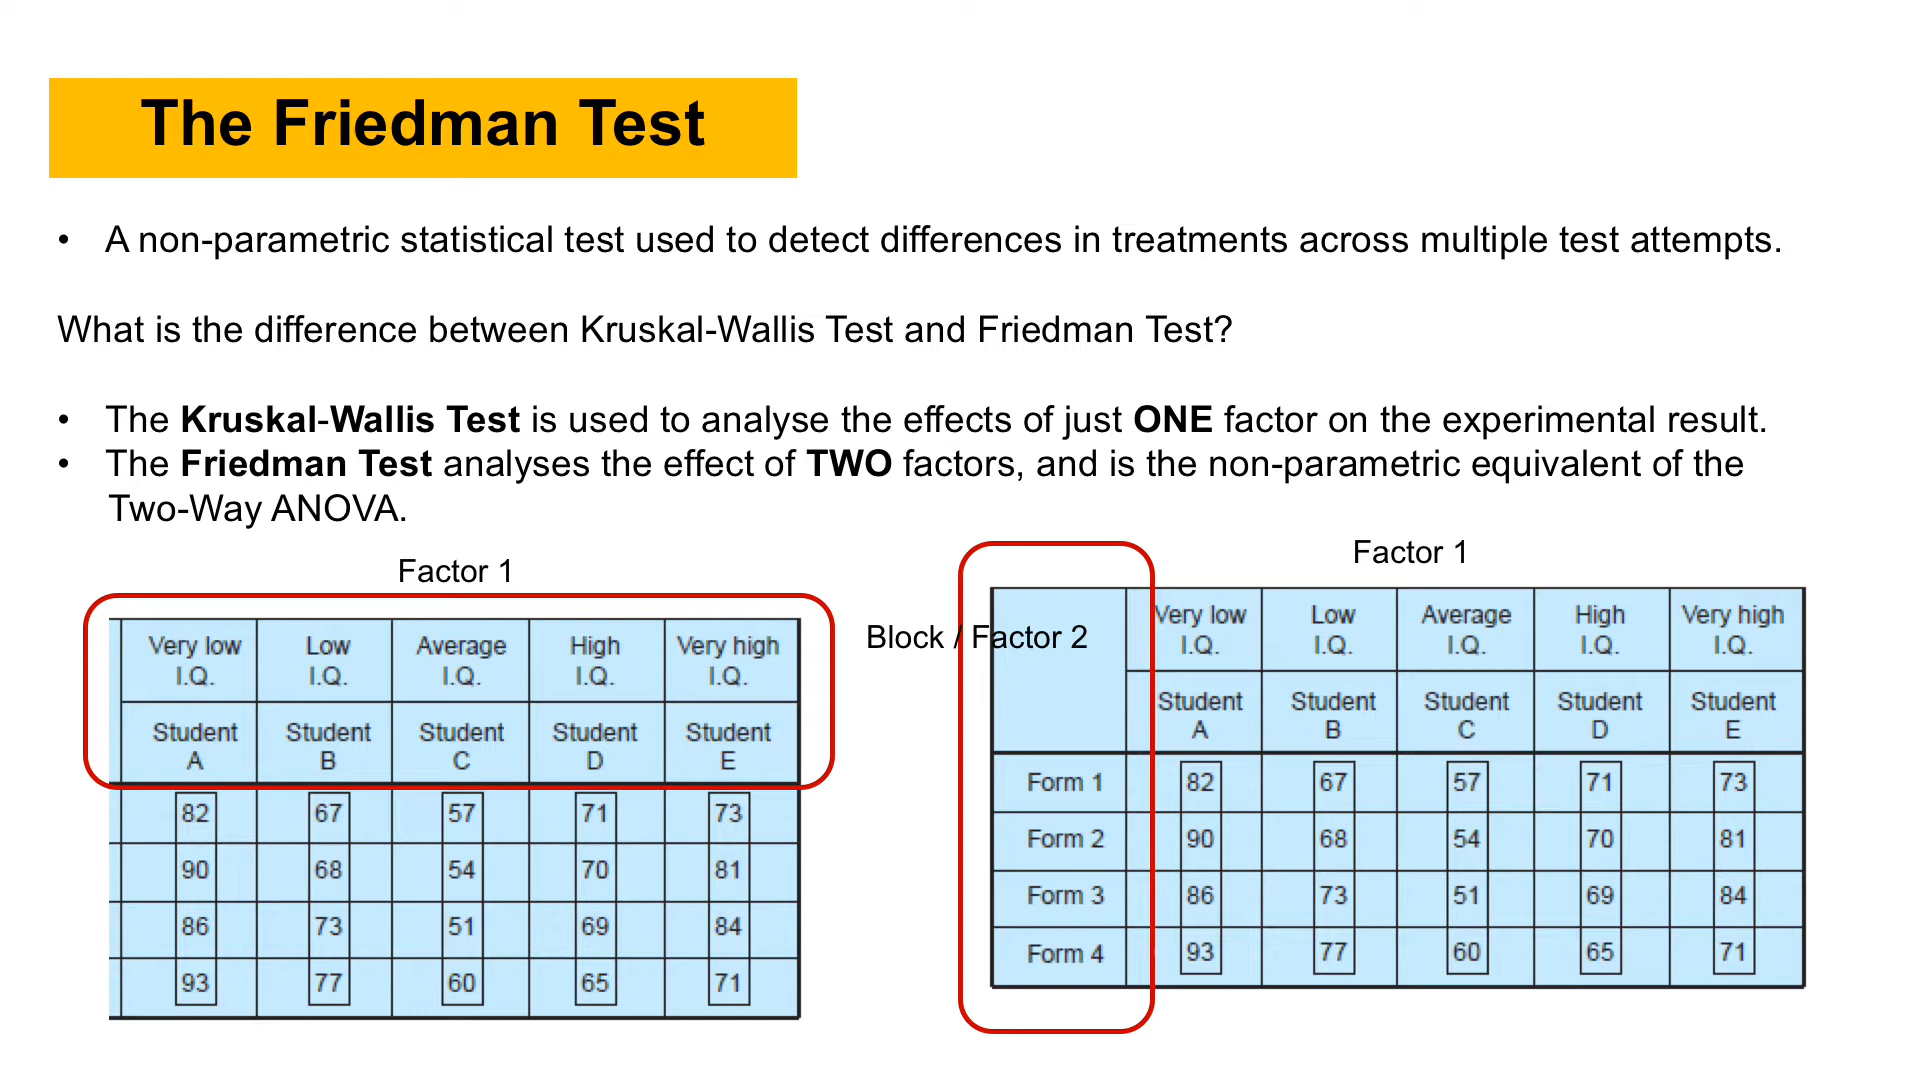 The Friedman Test
• A non-parametric statistical test used to detect differences in treatments across multiple test attempts.
What is the difference between Kruskal-Wallis Test and Friedman Test?
• The Kruskal-Wallis Test is used to analyse the effects of just ONE factor on the experimental result.
• The Friedman Test analyses the effect of TWO factors, and is the non-parametric equivalent of the
Two-Way ANOVA.
Factor 1
Very low I.Q. Low I.Q. Average I.Q. High I.Q. Very high I.Q.
Student A Student B Student C Student D Student E
82 67 57 71 73
90 68 54 70 81
86 73 51 69 84
93 77 60 65 71
Factor 1
Block / Factor 2
Very low I.Q. Low I.Q. Average I.Q. High I.Q. Very high I.Q.
Student A Student B Student C Student D Student E
Form 1 82 67 57 71 73
Form 2 90 68 54 70 81
Form 3 86 73 51 69 84
Form 4 93 77 60 65 71